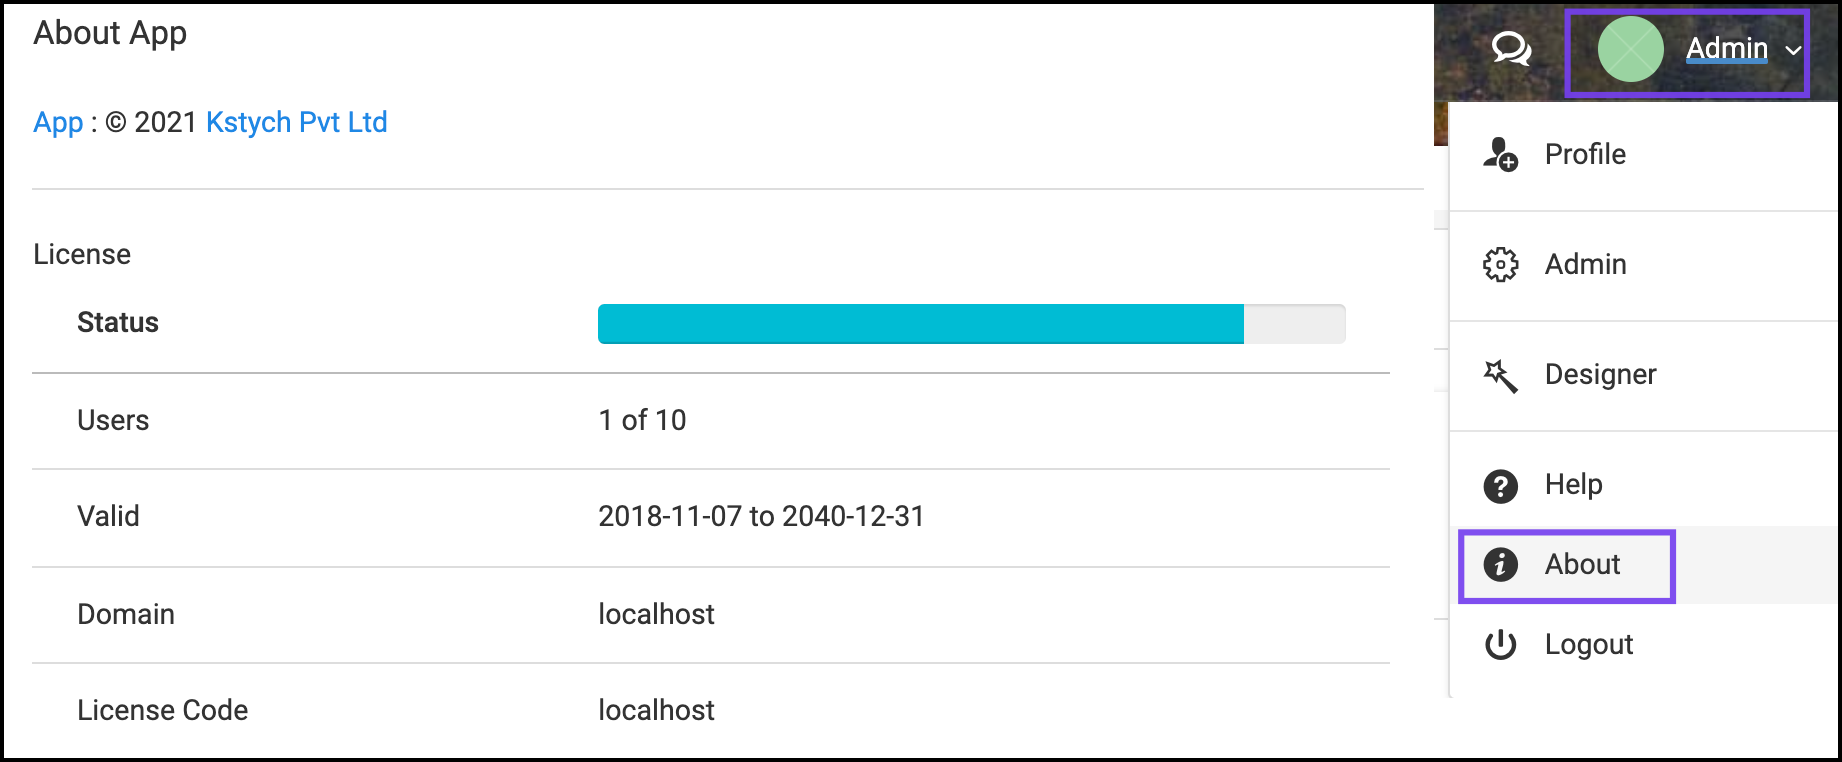 About App
App : © 2021 Kstych Pvt Ltd
License
Status
Users 1 of 10
Valid 2018-11-07 to 2040-12-31
Domain localhost
License Code localhost
Admin
Profile
Admin
Designer
Help
About
Logout